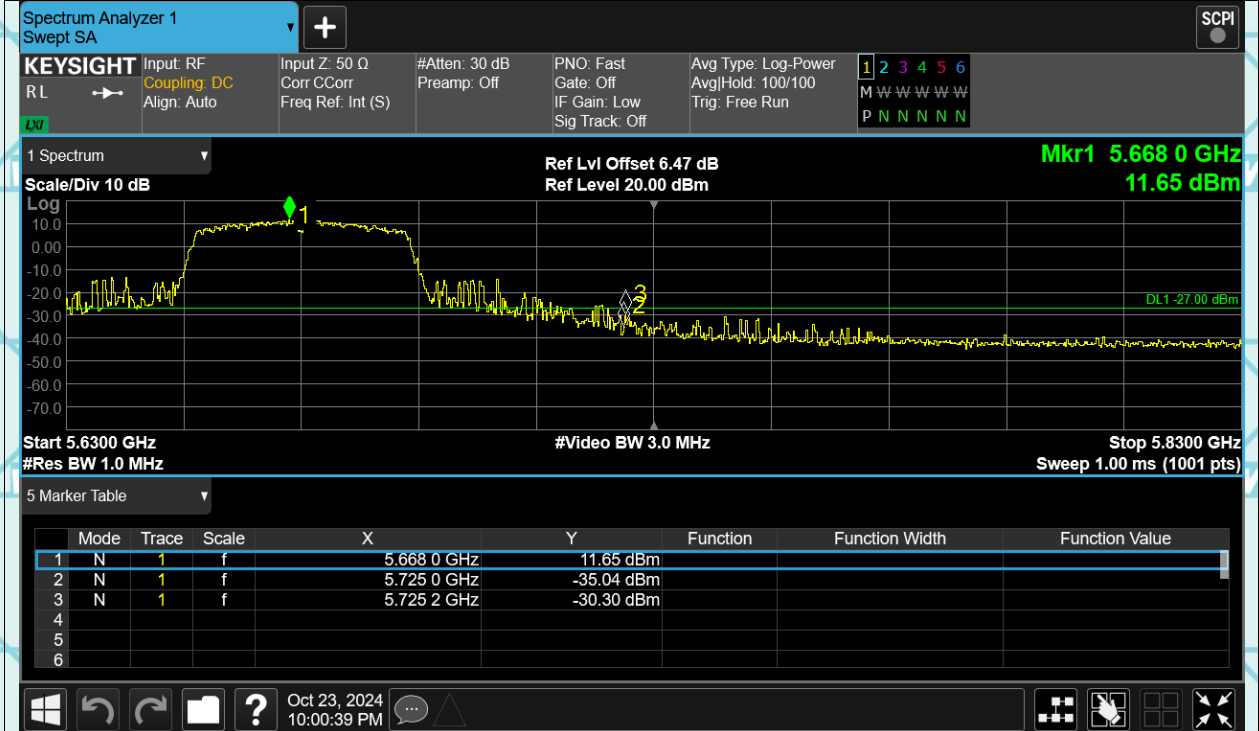 Spectrum Analyzer 1
Swept SA
+
SCPI
KEYSIGHT
R L
LXI
Input: RF
Coupling: DC
Align: Auto
Input Z: 50 Ω
Corr CCorr
Freq Ref: Int (S)
#Atten: 30 dB
Preamp: Off
PNO: Fast
Gate: Off
IF Gain: Low
Sig Track: Off
Avg Type: Log-Power
Avg|Hold: 100/100
Trig: Free Run
1 2 3 4 5 6
M W W W W W
P N N N N N
1 Spectrum
Scale/Div 10 dB
Ref Lvl Offset 6.47 dB
Ref Level 20.00 dBm
Mkr1 5.668 0 GHz
11.65 dBm
Log
10.0
0.00
-10.0
-20.0
-30.0
-40.0
-50.0
-60.0
-70.0
1
3
2
DL1 -27.00 dBm
Start 5.6300 GHz
#Video BW 3.0 MHz
Stop 5.8300 GHz
#Res BW 1.0 MHz
Sweep 1.00 ms (1001 pts)
5 Marker Table
Mode Trace Scale X Y Function Function Width Function Value
1 N 1 f 5.668 0 GHz 11.65 dBm
2 N 1 f 5.725 0 GHz -35.04 dBm
3 N 1 f 5.725 2 GHz -30.30 dBm
4
5
6
?
Oct 23, 2024
10:00:39 PM